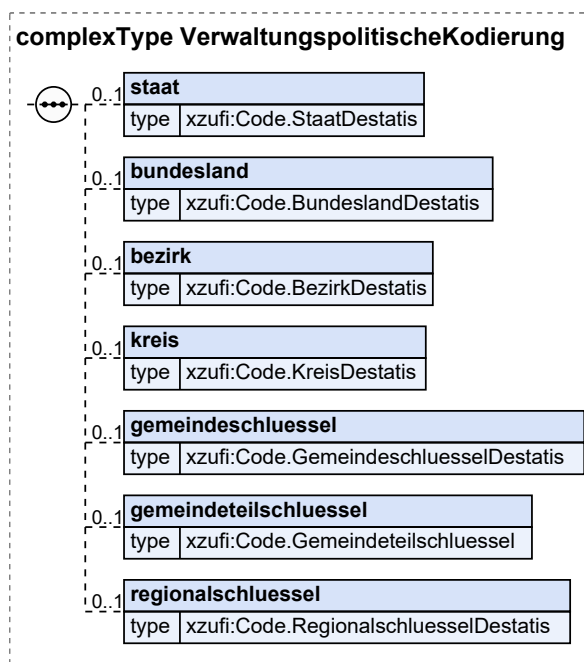 complexType VerwaltungspolitischeKodierung
0..1 staat
type xzufi:Code.StaatDestatis
0..1 bundesland
type xzufi:Code.BundeslandDestatis
0..1 bezirk
type xzufi:Code.BezirkDestatis
0..1 kreis
type xzufi:Code.KreisDestatis
0..1 gemeindeschluessel
type xzufi:Code.GemeindeschluesselDestatis
0..1 gemeindeteilschluessel
type xzufi:Code.Gemeindeteilschluessel
0..1 regionalschluessel
type xzufi:Code.RegionalschluesselDestatis